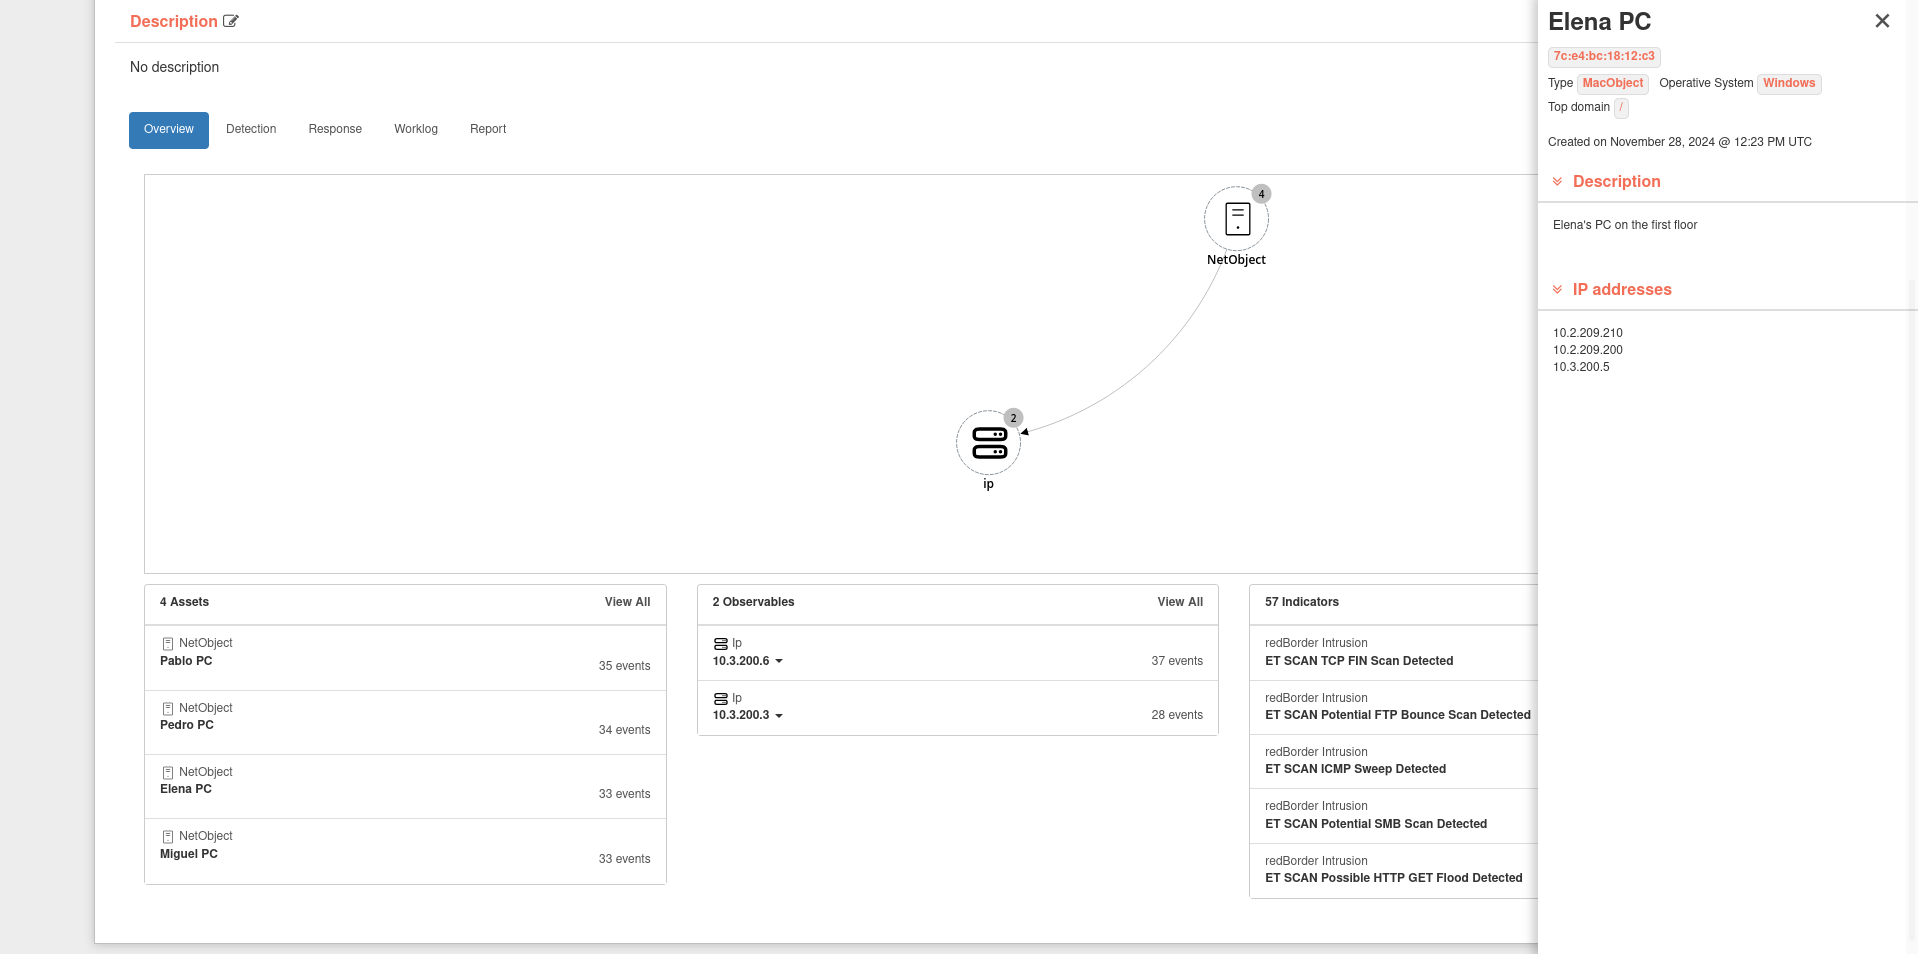 Description
No description
Overview Detection Response Worklog Report
4
NetObject
2
ip
4 Assets View All
NetObject
Pablo PC
35 events
NetObject
Pedro PC
34 events
NetObject
Elena PC
33 events
NetObject
Miguel PC
33 events
2 Observables View All
Ip
10.3.200.6
37 events
Ip
10.3.200.3
28 events
57 Indicators
redBorder Intrusion
ET SCAN TCP FIN Scan Detected
redBorder Intrusion
ET SCAN Potential FTP Bounce Scan Detected
redBorder Intrusion
ET SCAN ICMP Sweep Detected
redBorder Intrusion
ET SCAN Potential SMB Scan Detected
redBorder Intrusion
ET SCAN Possible HTTP GET Flood Detected
Elena PC
7c:e4:bc:18:12:c3
Type MacObject Operative System Windows
Top domain /
Created on November 28, 2024 @ 12:23 PM UTC
Description
Elena's PC on the first floor
IP addresses
10.2.209.210
10.2.209.200
10.3.200.5